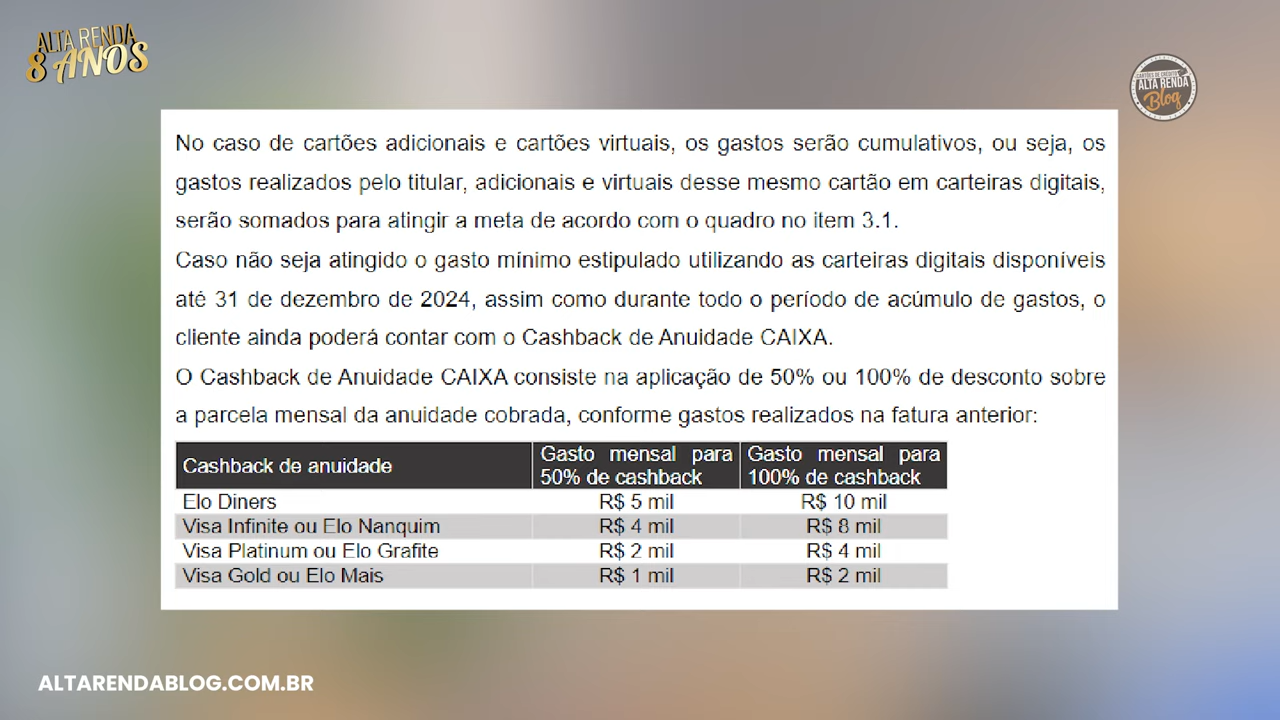 ALTA RENDA
8 ANOS
CARTÕES DE CRÉDITO
ALTA RENDA
Blog
No caso de cartões adicionais e cartões virtuais, os gastos serão cumulativos, ou seja, os
gastos realizados pelo titular, adicionais e virtuais desse mesmo cartão em carteiras digitais,
serão somados para atingir a meta de acordo com o quadro no item 3.1.
Caso não seja atingido o gasto mínimo estipulado utilizando as carteiras digitais disponíveis
até 31 de dezembro de 2024, assim como durante todo o período de acúmulo de gastos, o
cliente ainda poderá contar com o Cashback de Anuidade CAIXA.
O Cashback de Anuidade CAIXA consiste na aplicação de 50% ou 100% de desconto sobre
a parcela mensal da anuidade cobrada, conforme gastos realizados na fatura anterior:
Cashback de anuidade Gasto mensal para 50% de cashback Gasto mensal para 100% de cashback
Elo Diners R$ 5 mil R$ 10 mil
Visa Infinite ou Elo Nanquim R$ 4 mil R$ 8 mil
Visa Platinum ou Elo Grafite R$ 2 mil R$ 4 mil
Visa Gold ou Elo Mais R$ 1 mil R$ 2 mil
ALTARENDABLOG.COM.BR